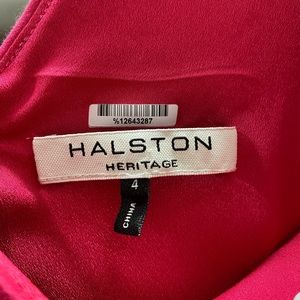 %12643287
HALSTON
HERITAGE
4
CHINA